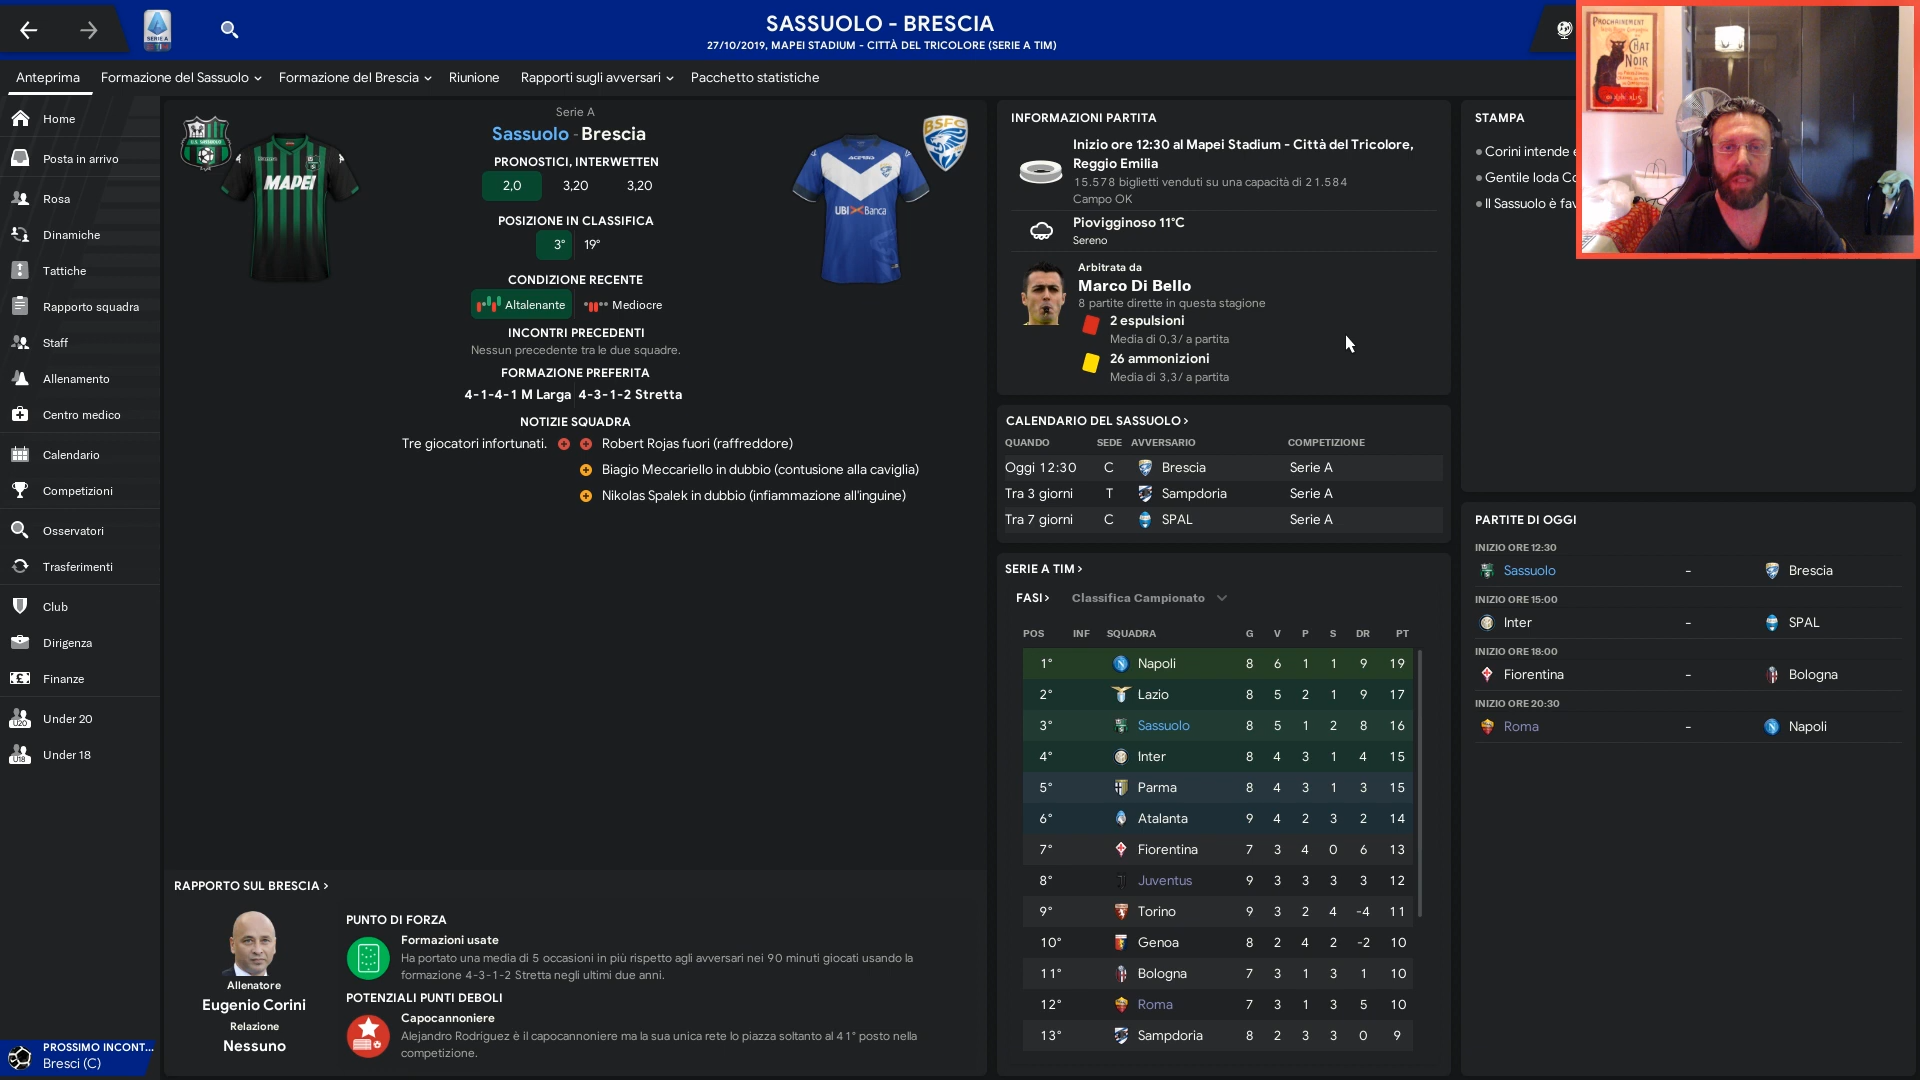 SASSUOLO - BRESCIA
27/10/2019, MAPEI STADIUM - CITTÀ DEL TRICOLORE (SERIE A TIM)
SERIE A
Anteprima
Formazione del Sassuolo
Formazione del Brescia
Riunione
Rapporti sugli avversari
Pacchetto statistiche
Home
Posta in arrivo
Rosa
Dinamiche
Tattiche
Rapporto squadra
Staff
Allenamento
Centro medico
Calendario
Competizioni
Osservatori
Trasferimenti
Club
Dirigenza
Finanze
Under 20
Under 18
PROSSIMO INCONT...
Bresci (C)
Serie A
Sassuolo - Brescia
PRONOSTICI, INTERWETTEN
2,0 3,20 3,20
POSIZIONE IN CLASSIFICA
3° 19°
CONDIZIONE RECENTE
Altalenante Mediocre
INCONTRI PRECEDENTI
Nessun precedente tra le due squadre.
FORMAZIONE PREFERITA
4-1-4-1 M Larga 4-3-1-2 Stretta
NOTIZIE SQUADRA
Tre giocatori infortunati. Robert Rojas fuori (raffreddore)
Biagio Meccariello in dubbio (contusione alla caviglia)
Nikolas Spalek in dubbio (infiammazione all'inguine)
MAPEI
BSFC
UBI Banca
RAPPORTO SUL BRESCIA >
Allenatore
Eugenio Corini
Relazione
Nessuno
PUNTO DI FORZA
Formazioni usate
Ha portato una media di 5 occasioni in più rispetto agli avversari nei 90 minuti giocati usando la
formazione 4-3-1-2 Stretta negli ultimi due anni.
POTENZIALI PUNTI DEBOLI
Capocannoniere
Alejandro Rodríguez è il capocannoniere ma la sua unica rete lo piazza soltanto al 41° posto nella
competizione.
INFORMAZIONI PARTITA
Inizio ore 12:30 al Mapei Stadium - Città del Tricolore,
Reggio Emilia
15.578 biglietti venduti su una capacità di 21.584
Campo OK
Piovigginoso 11°C
Sereno
Arbitrata da
Marco Di Bello
8 partite dirette in questa stagione
2 espulsioni
Media di 0,3/ a partita
26 ammonizioni
Media di 3,3/ a partita
CALENDARIO DEL SASSUOLO >
QUANDO SEDE AVVERSARIO COMPETIZIONE
Oggi 12:30 C Brescia Serie A
Tra 3 giorni T Sampdoria Serie A
Tra 7 giorni C SPAL Serie A
SERIE A TIM >
FASI > Classifica Campionato
POS INF SQUADRA G V P S DR PT
1° Napoli 8 6 1 1 9 19
2° Lazio 8 5 2 1 9 17
3° Sassuolo 8 5 1 2 8 16
4° Inter 8 4 3 1 4 15
5° Parma 8 4 3 1 3 15
6° Atalanta 9 4 2 3 2 14
7° Fiorentina 7 3 4 0 6 13
8° Juventus 9 3 3 3 3 12
9° Torino 9 3 2 4 -4 11
10° Genoa 8 2 4 2 -2 10
11° Bologna 7 3 1 3 1 10
12° Roma 7 3 1 3 5 10
13° Sampdoria 8 2 3 3 0 9
STAMPA
Corini intende
Gentile loda
Il Sassuolo è
PROCHAINEMENT
CHAT
NOIR
PARTITE DI OGGI
INIZIO ORE 12:30
Sassuolo - Brescia
INIZIO ORE 15:00
Inter - SPAL
INIZIO ORE 18:00
Fiorentina - Bologna
INIZIO ORE 20:30
Roma - Napoli